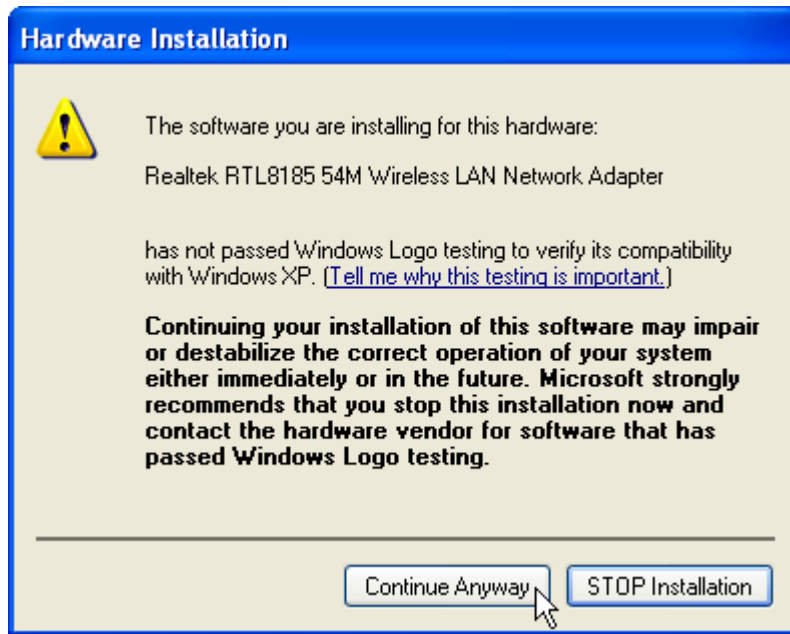 Hardware Installation
The software you are installing for this hardware:
Realtek RTL8185 54M Wireless LAN Network Adapter
has not passed Windows Logo testing to verify its compatibility
with Windows XP. (Tell me why this testing is important.)
Continuing your installation of this software may impair
or destabilize the correct operation of your system
either immediately or in the future. Microsoft strongly
recommends that you stop this installation now and
contact the hardware vendor for software that has
passed Windows Logo testing.
Continue Anyway
STOP Installation